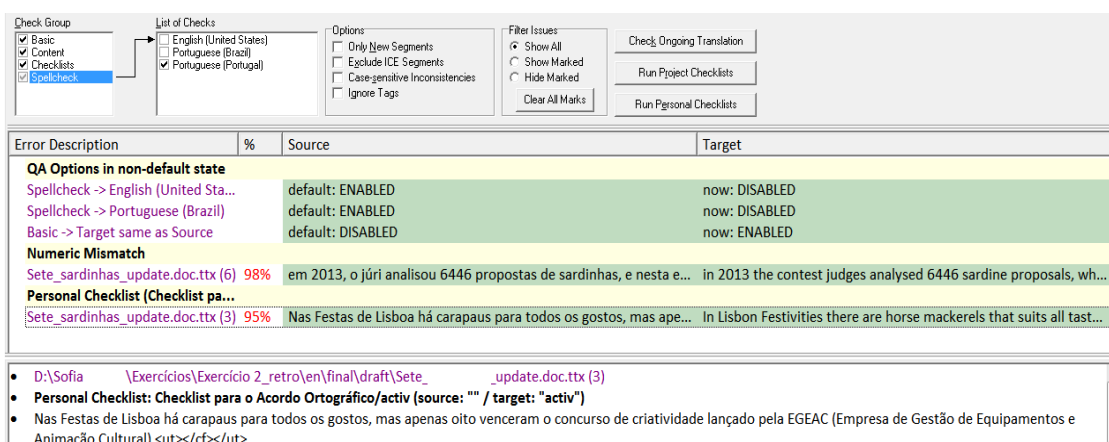 Check Group
Basic
Content
Checklists
Spellcheck
List of Checks
English (United States)
Portuguese (Brazil)
Portuguese (Portugal)
Options
Only New Segments
Exclude ICE Segments
Case-sensitive Inconsistencies
Ignore Tags
Filter Issues
Show All
Show Marked
Hide Marked
Clear All Marks
Check Ongoing Translation
Run Project Checklists
Run Personal Checklists
Error Description % Source Target
QA Options in non-default state
Spellcheck -> English (United Sta... default: ENABLED now: DISABLED
Spellcheck -> Portuguese (Brazil) default: ENABLED now: DISABLED
Basic -> Target same as Source default: DISABLED now: ENABLED
Numeric Mismatch
Sete_sardinhas_update.doc.ttx (6) 98% em 2013, o júri analisou 6446 propostas de sardinhas, e nesta e... in 2013 the contest judges analysed 6446 sardine proposals, wh...
Personal Checklist (Checklist pa...
Sete_sardinhas_update.doc.ttx (3) 95% Nas Festas de Lisboa há carapaus para todos os gostos, mas ape... In Lisbon Festivities there are horse mackerels that suits all tast...
• D:\Sofia \Exercícios\Exercício 2_retro\en\final\draft\Sete_ _update.doc.ttx (3)
• Personal Checklist: Checklist para o Acordo Ortográfico/activ (source: "" / target: "activ")
• Nas Festas de Lisboa há carapaus para todos os gostos, mas apenas oito venceram o concurso de criatividade lançado pela EGEAC (Empresa de Gestão de Equipamentos e
Animação Cultural).<ut></cf></ut>